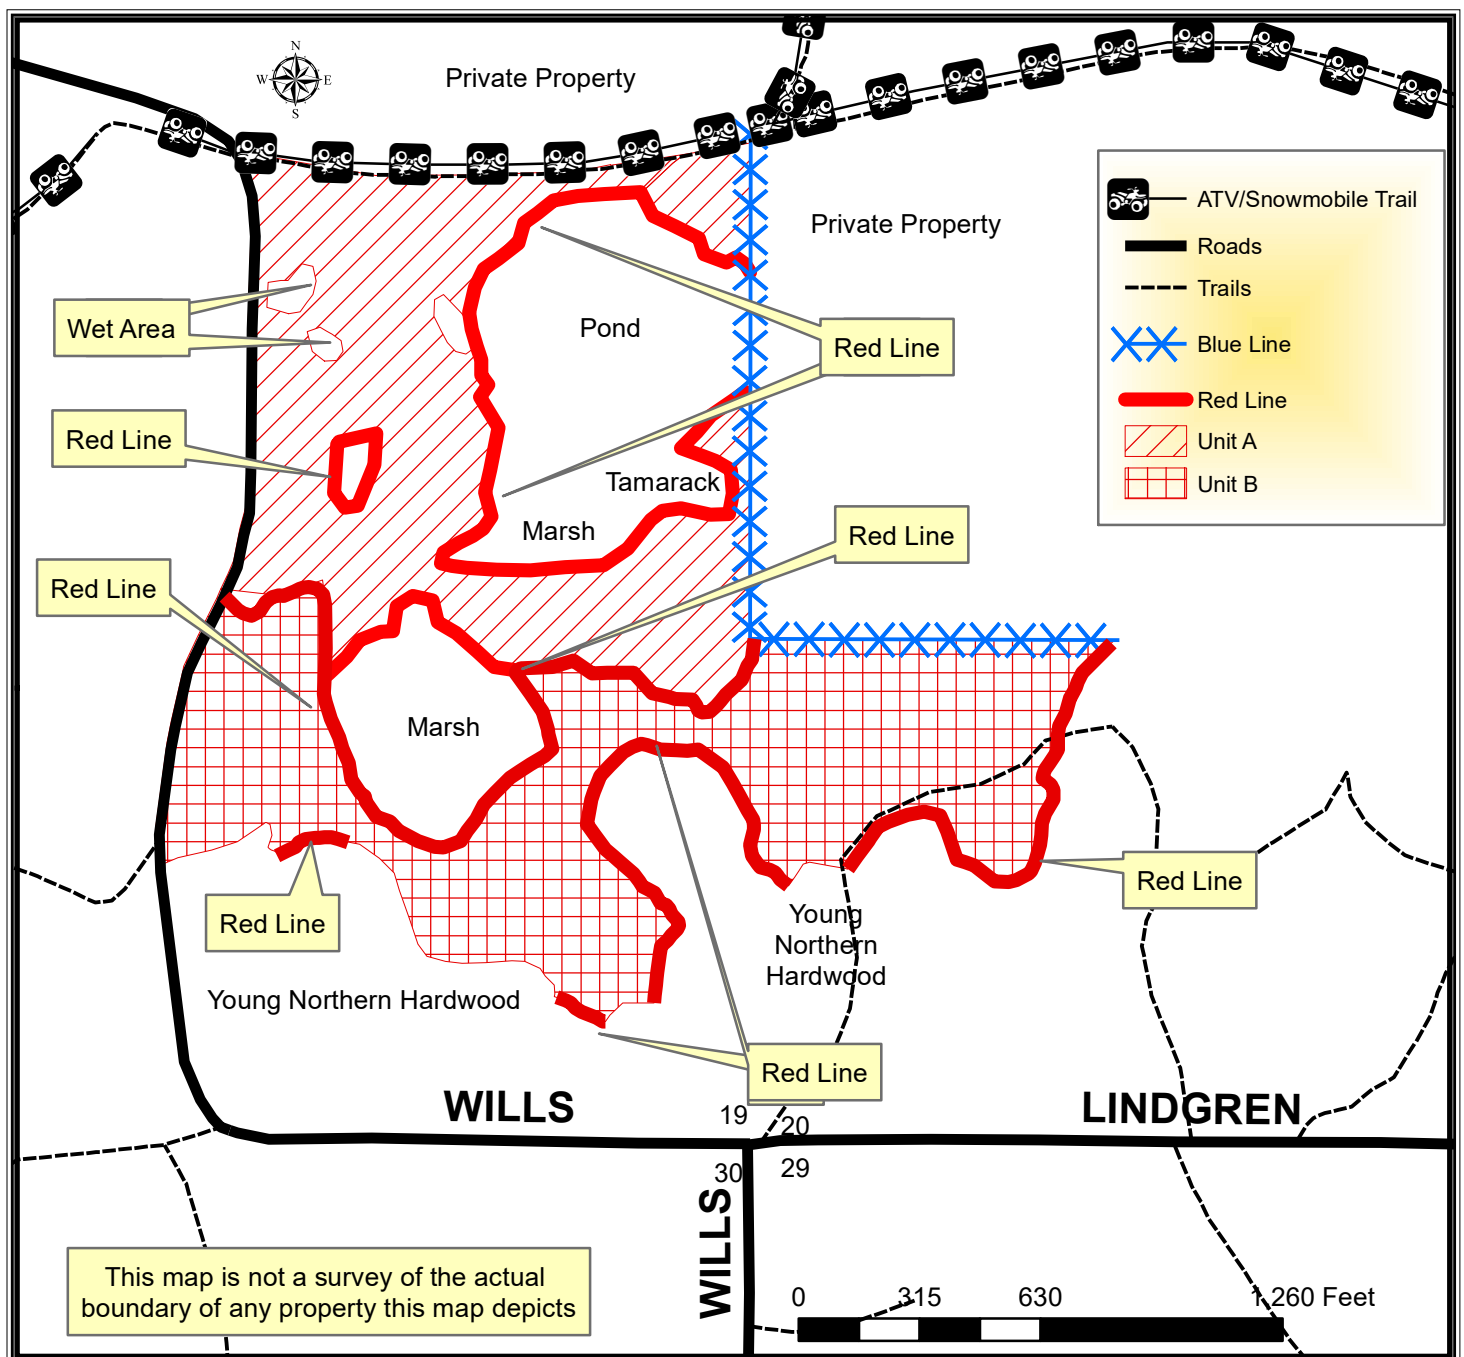 N
W E
S
Private Property
Private Property
ATV/Snowmobile Trail
Roads
Trails
Blue Line
Red Line
Unit A
Unit B
Wet Area
Pond
Red Line
Red Line
Tamarack
Marsh
Red Line
Red Line
Marsh
Red Line
Red Line
Young
Northern
Hardwood
Young Northern Hardwood
Red Line
WILLS
19
20
LINDGREN
30
29
WILLS
This map is not a survey of the actual
boundary of any property this map depicts
0 315 630 1,260 Feet